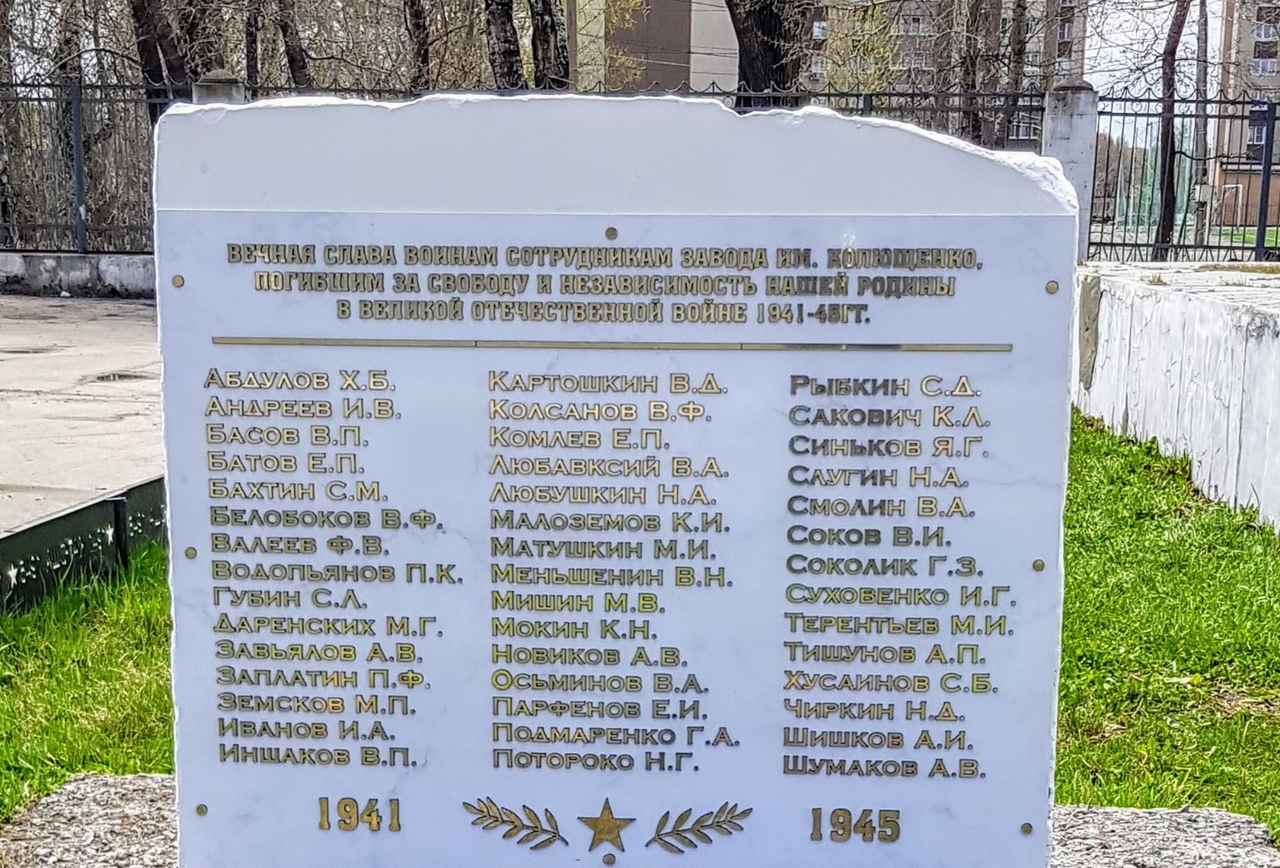 ВЕЧНАЯ СЛАВА ВОИНАМ СОТРУДНИКАМ ЗАВОДА ИМ. КОЛЮЩЕНКО,
ПОГИБШИМ ЗА СВОБОДУ И НЕЗАВИСИМОСТЬ НАШЕЙ РОДИНЫ
В ВЕЛИКОЙ ОТЕЧЕСТВЕННОЙ ВОЙНЕ 1941-45ГГ.
АБДУЛОВ Х.Б.
АНДРЕЕВ И.В.
БАСОВ В.П.
БАТОВ Е.П.
БАХТИН С.М.
БЕЛОБОКОВ В.Ф.
ВАЛЕЕВ Ф.В.
ВОДОПЬЯНОВ П.К.
ГУБИН С.Л.
ДАРЕНСКИХ М.Г.
ЗАВЬЯЛОВ А.В.
ЗАПЛАТИН П.Ф.
ЗЕМСКОВ М.П.
ИВАНОВ И.А.
ИНШАКОВ В.П.
КАРТОШКИН В.Д.
КОЛСАНОВ В.Ф.
КОМЛЕВ Е.П.
ЛЮБАВКСИЙ В.А.
ЛЮБУШКИН Н.А.
МАЛОЗЕМОВ К.И.
МАТУШКИН М.И.
МЕНЬШЕНИН В.Н.
МИШИН М.В.
МОКИН К.Н.
НОВИКОВ А.В.
ОСЬМИНОВ В.А.
ПАРФЕНОВ Е.И.
ПОДМАРЕНКО Г.А.
ПОТОРОКО Н.Г.
РЫБКИН С.Д.
САКОВИЧ К.Л.
СИНЬКОВ Я.Г.
СЛУГИН Н.А.
СМОЛИН В.А.
СОКОВ В.И.
СОКОЛИК Г.З.
СУХОВЕНКО И.Г.
ТЕРЕНТЬЕВ М.И.
ТИШУНОВ А.П.
ХУСАИНОВ С.Б.
ЧИРКИН Н.Д.
ШИШКОВ А.И.
ШУМАКОВ А.В.
1941 1945